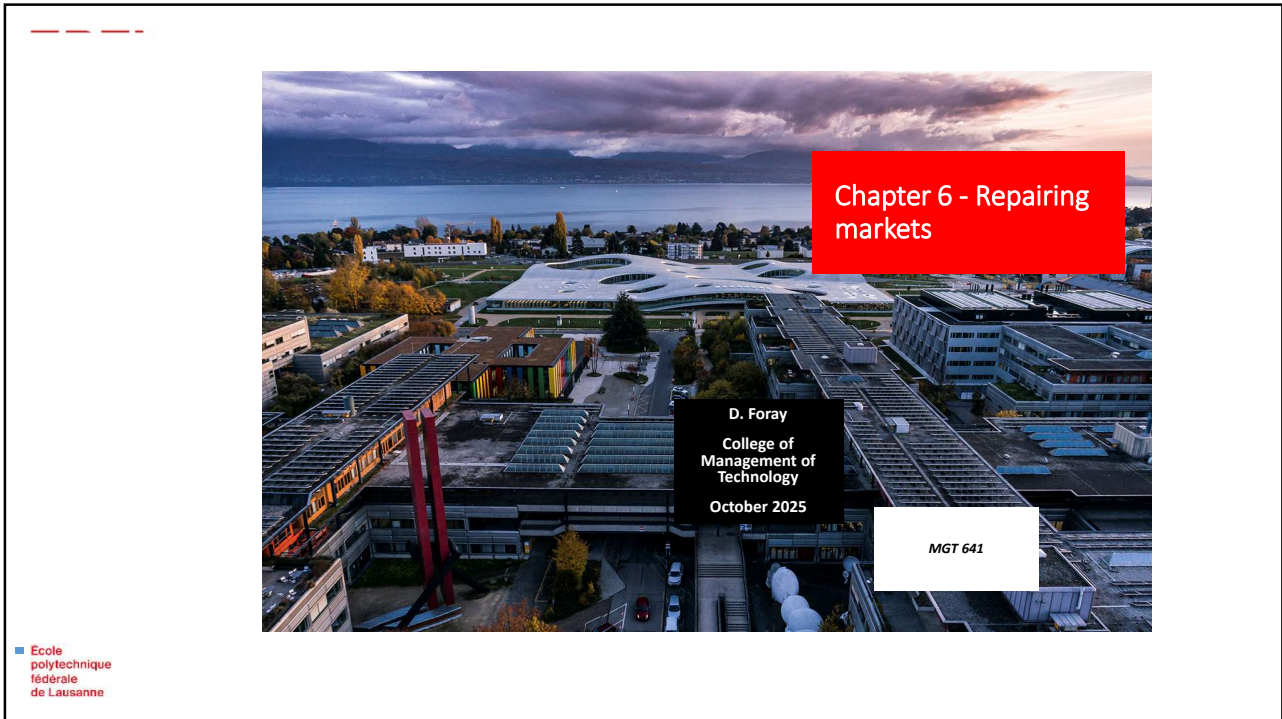 Chapter 6 - Repairing
markets
D. Foray
College of
Management of
Technology
October 2025
MGT 641
École
polytechnique
fédérale
de Lausanne